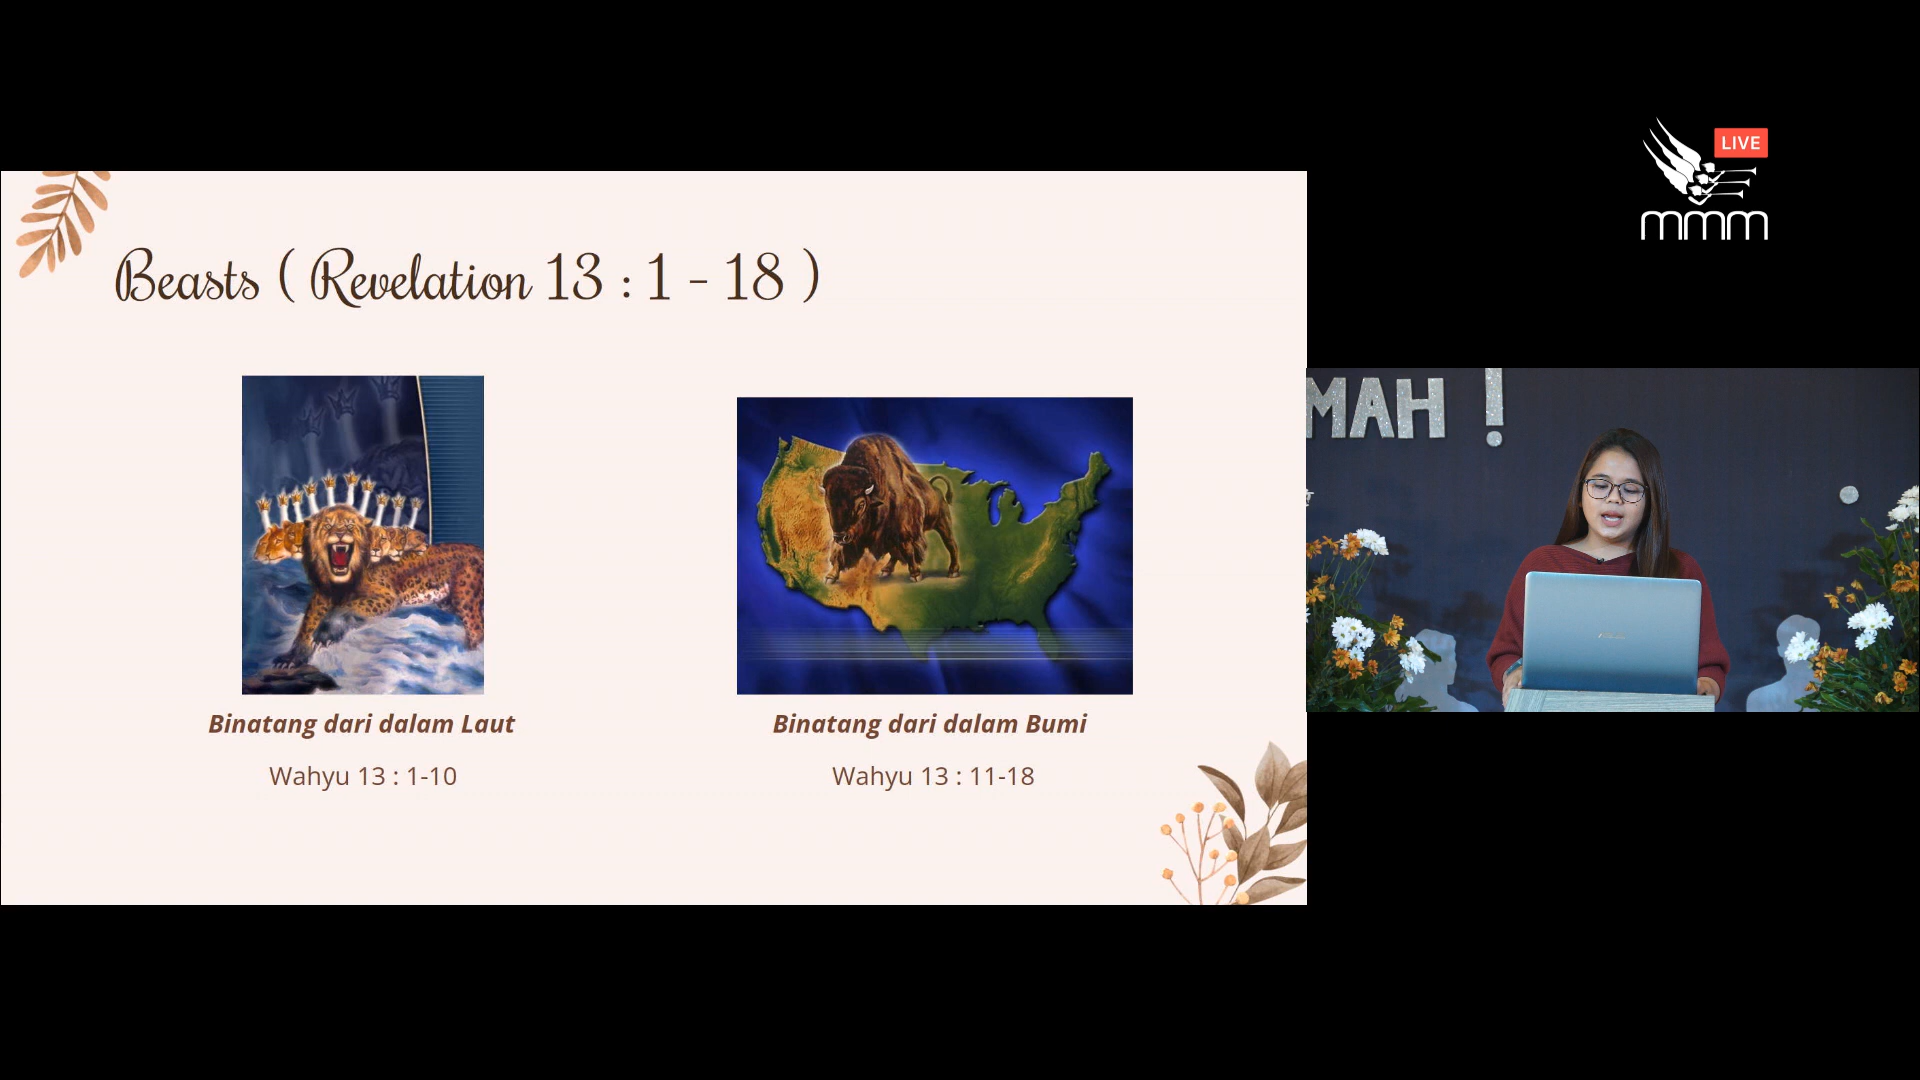 Beasts ( Revelation 13 : 1 - 18 )
Binatang dari dalam Laut
Wahyu 13 : 1-10
Binatang dari dalam Bumi
Wahyu 13 : 11-18
LIVE
mmm
MAH !